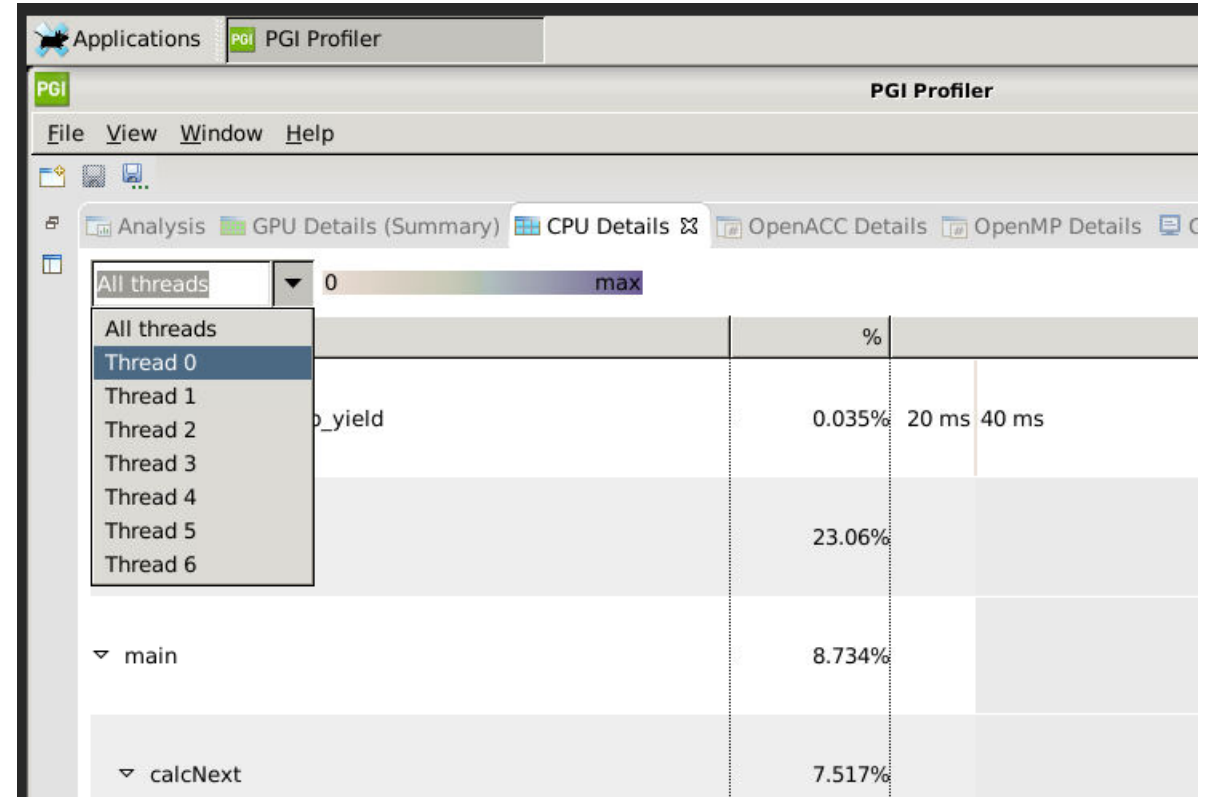 Applications PGI PGI Profiler
PGI PGI Profiler
File View Window Help
Analysis GPU Details (Summary) CPU Details OpenACC Details OpenMP Details
All threads 0 max
All threads
%
Thread 0
Thread 1
Thread 2
_yield 0.035% 20 ms 40 ms
Thread 3
Thread 4
Thread 5
23.06%
Thread 6
main 8.734%
calcNext 7.517%